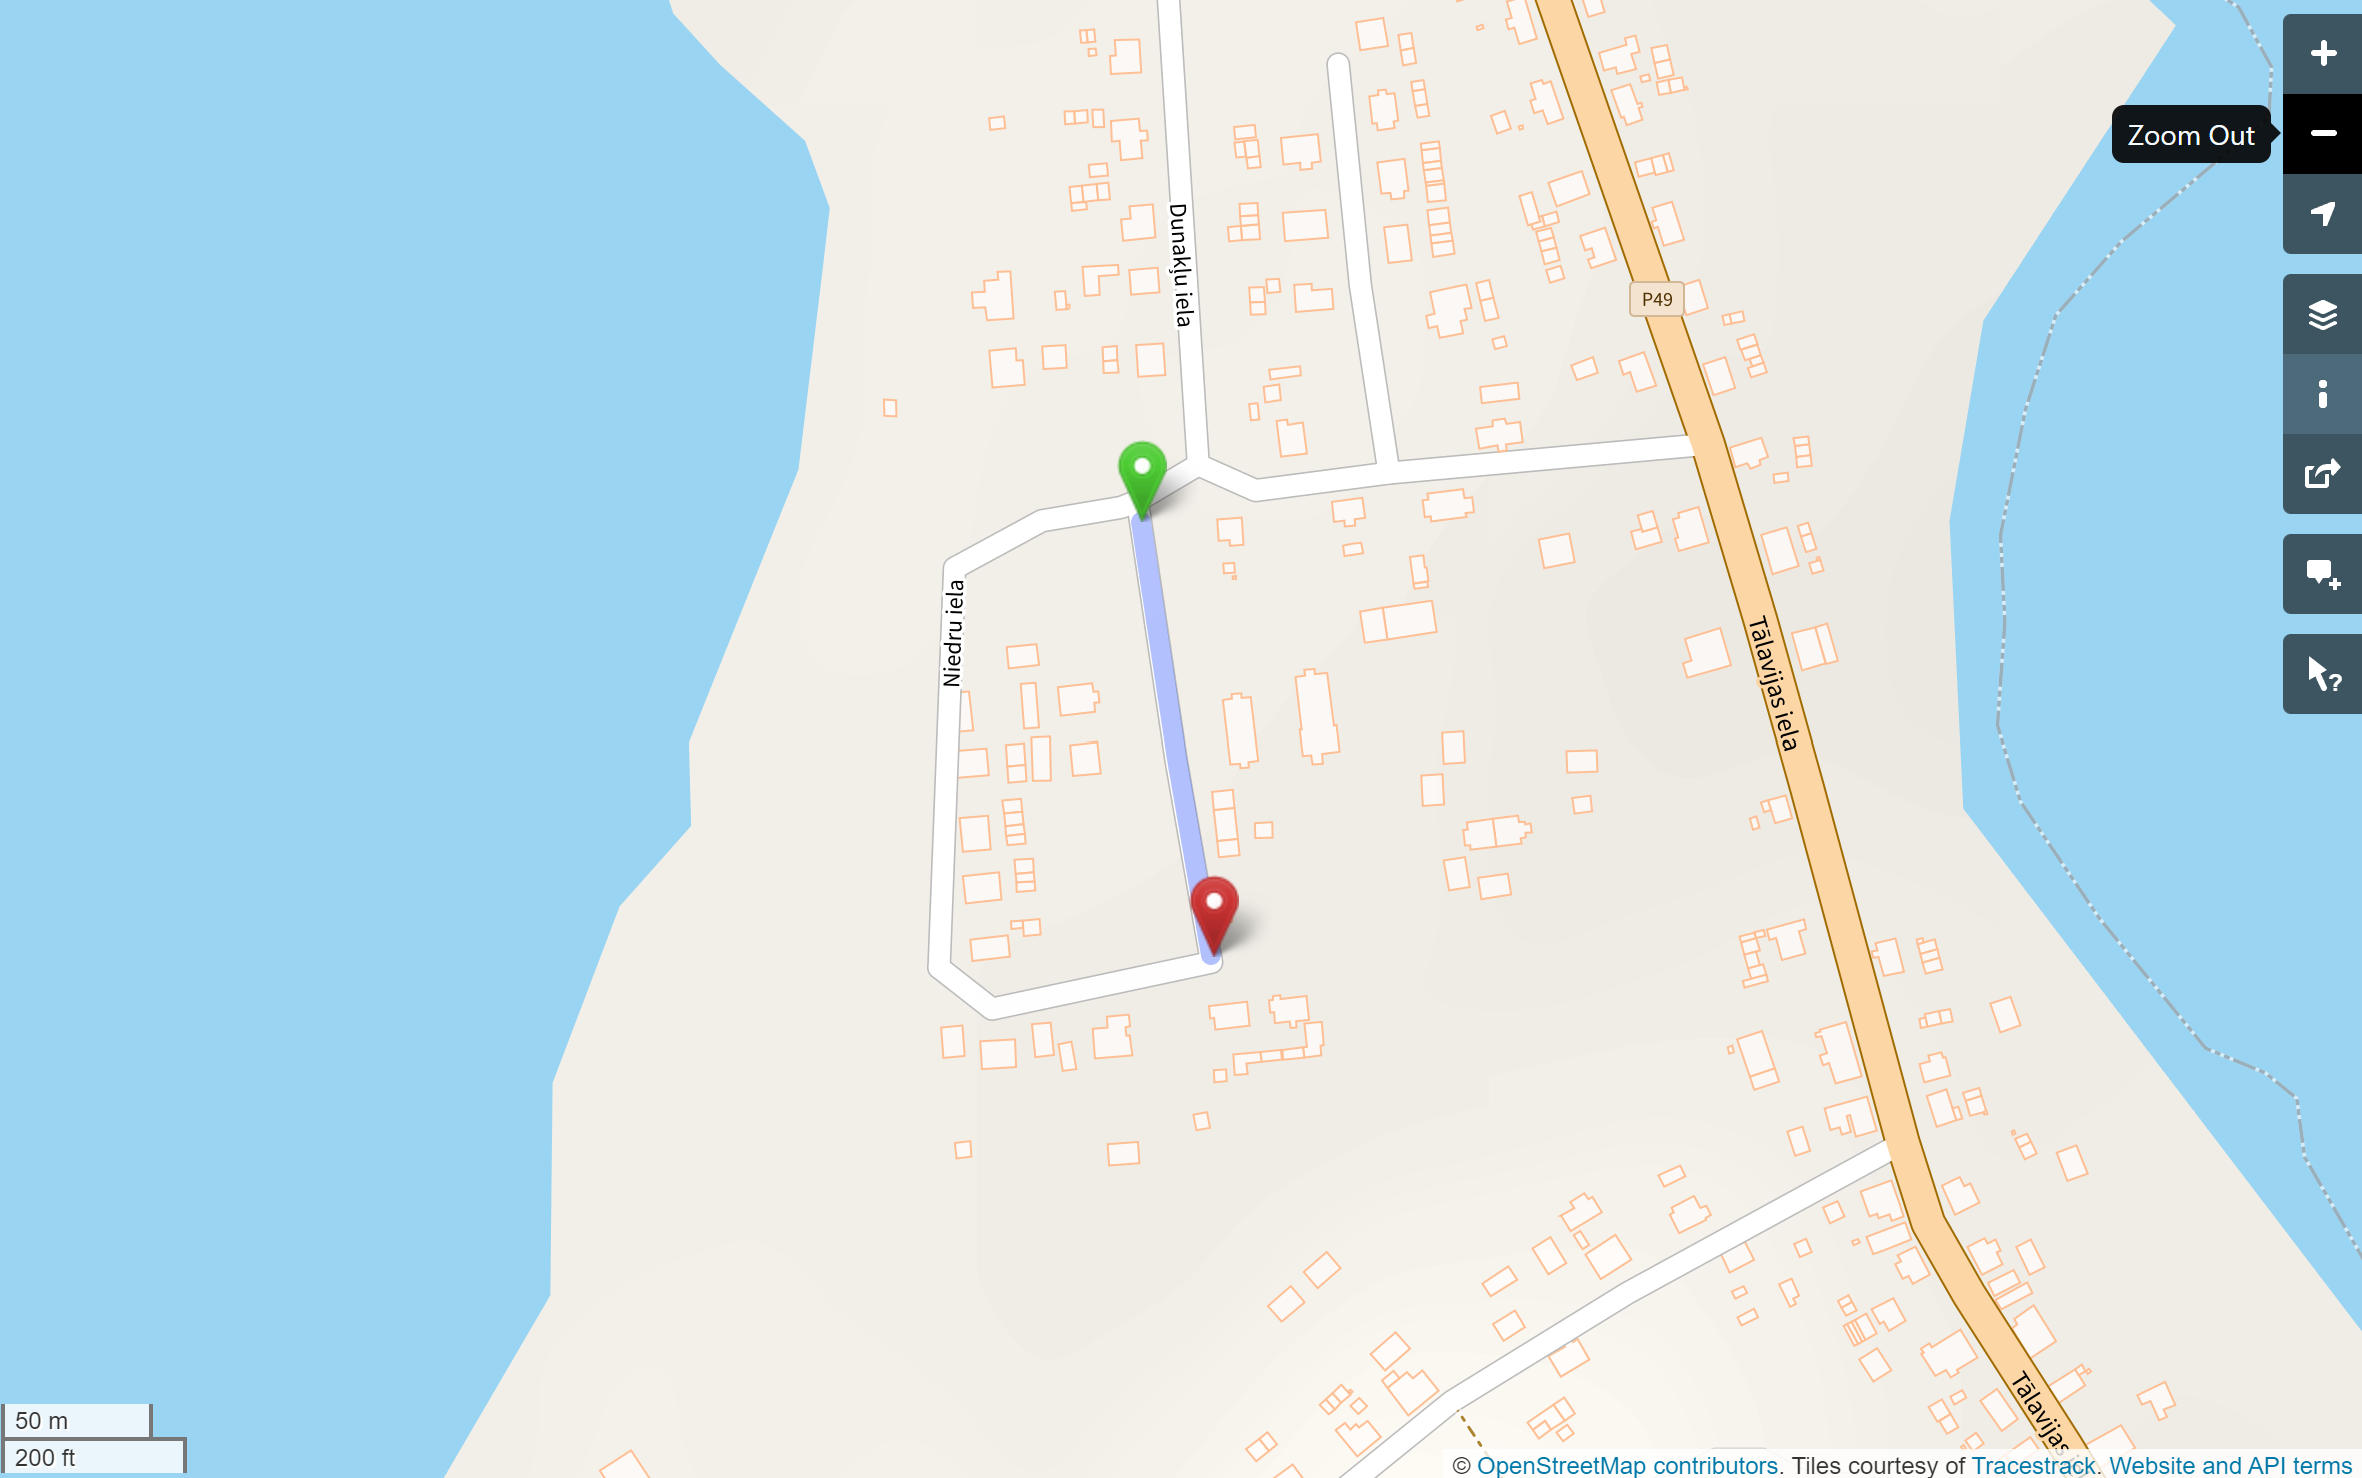 Zoom Out
Dunakļu iela
P49
Niedru iela
Tālavijas iela
?
Tālavijas
50 m
200 ft
© OpenStreetMap contributors. Tiles courtesy of Tracestrack. Website and API terms